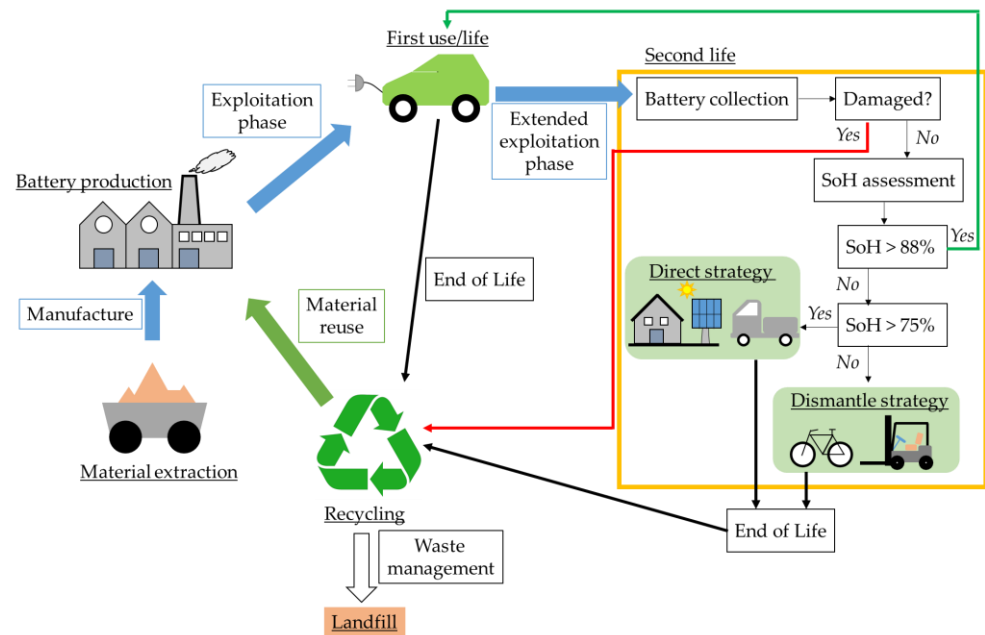 First use/life
Second life
Battery collection
Damaged?
Exploitation
phase
Extended
exploitation
phase
Yes
No
Battery production
SoH assessment
SoH > 88%
Yes
No
End of Life
Direct strategy
Manufacture
Material
reuse
SoH > 75%
Yes
No
Dismantle strategy
Material extraction
Recycling
End of Life
Waste
management
Landfill